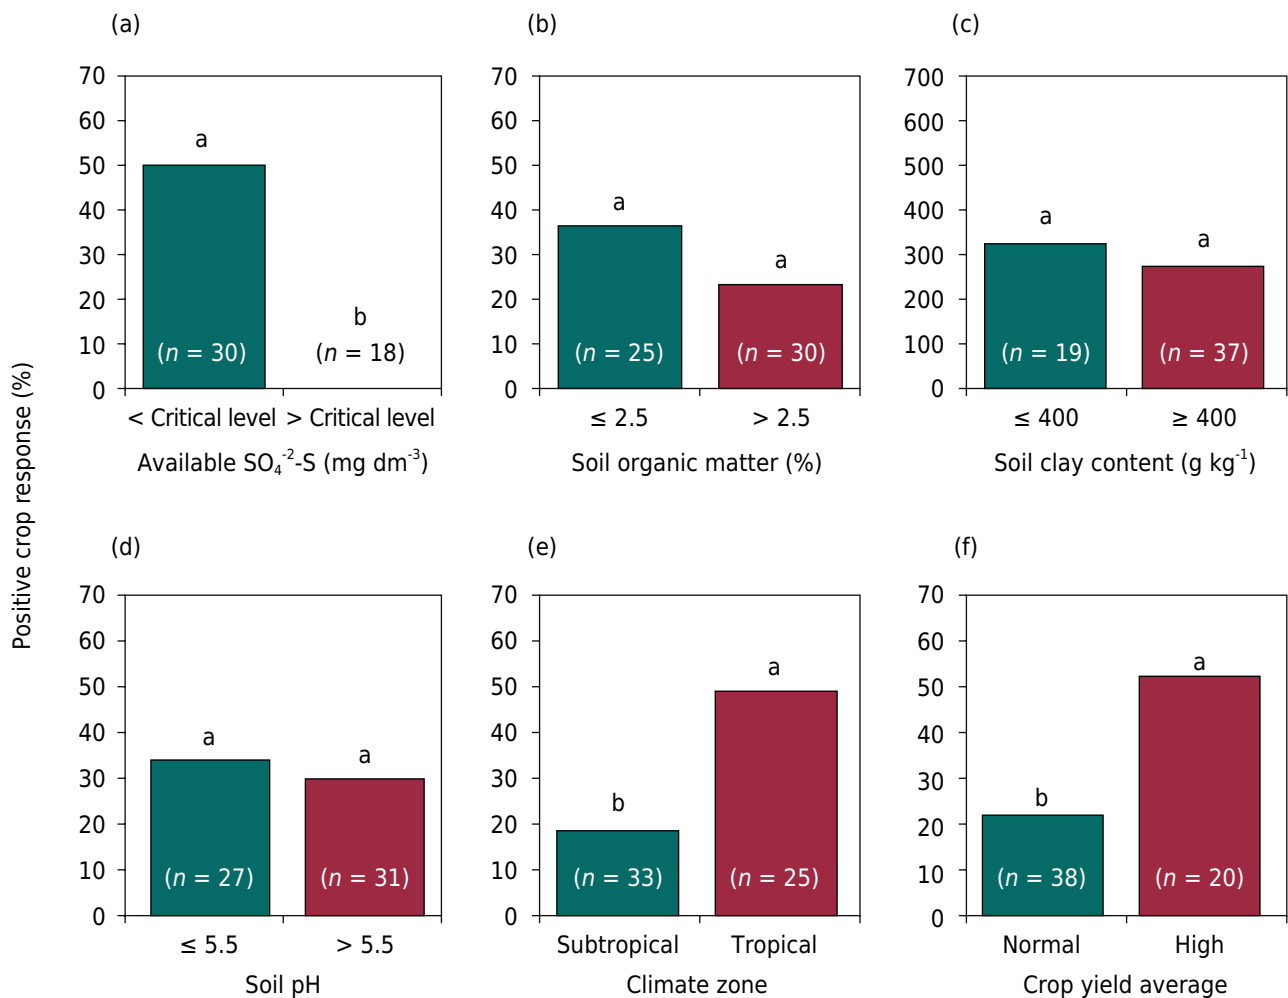 (a)
70
60
50
40
30
20
10
0
a
b
(n = 30)
(n = 18)
< Critical level
> Critical level
Available SO₄⁻²-S (mg dm⁻³)
(b)
70
60
50
40
30
20
10
0
a
a
(n = 25)
(n = 30)
≤ 2.5
> 2.5
Soil organic matter (%)
(c)
700
600
500
400
300
200
100
0
a
a
(n = 19)
(n = 37)
≤ 400
≥ 400
Soil clay content (g kg⁻¹)
Positive crop response (%)
(d)
70
60
50
40
30
20
10
0
a
a
(n = 27)
(n = 31)
≤ 5.5
> 5.5
Soil pH
(e)
70
60
50
40
30
20
10
0
b
a
(n = 33)
(n = 25)
Subtropical
Tropical
Climate zone
(f)
70
60
50
40
30
20
10
0
b
a
(n = 38)
(n = 20)
Normal
High
Crop yield average